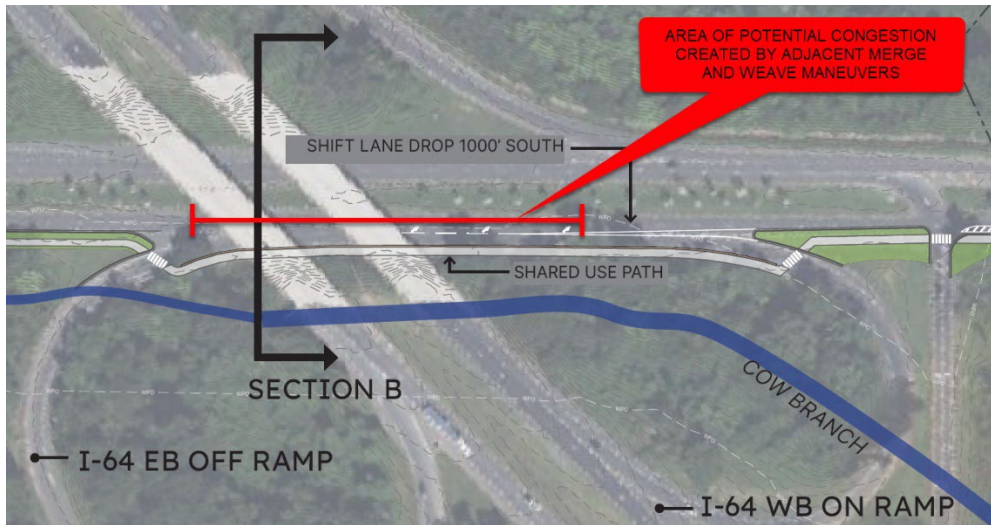 AREA OF POTENTIAL CONGESTION
CREATED BY ADJACENT MERGE
AND WEAVE MANEUVERS
SHIFT LANE DROP 1000' SOUTH
SHARED USE PATH
SECTION B
COW BRANCH
I-64 EB OFF RAMP
I-64 WB ON RAMP